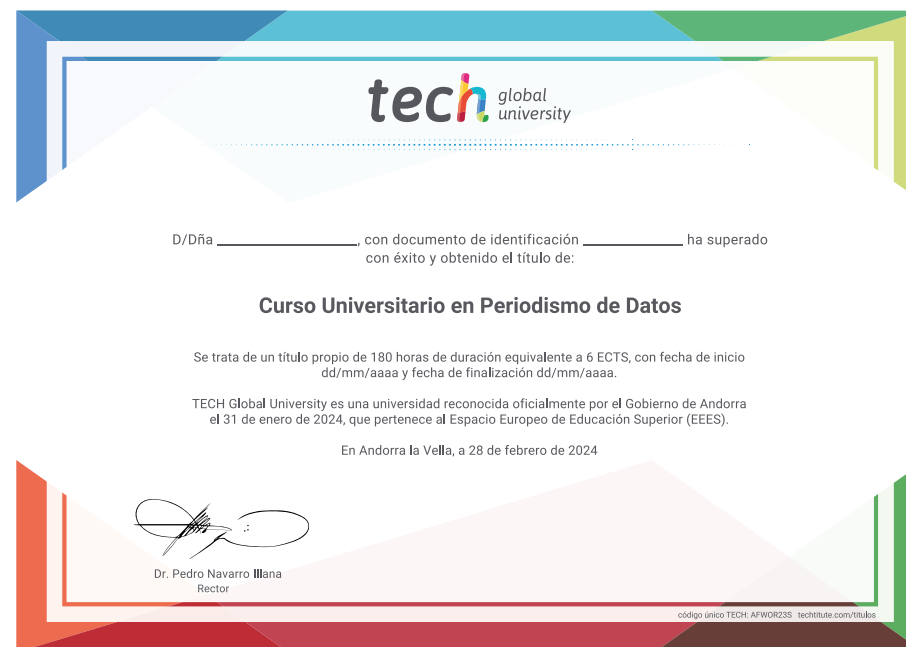 tech global university
D/Dña ____________________, con documento de identificación ______________ ha superado
con éxito y obtenido el título de:
Curso Universitario en Periodismo de Datos
Se trata de un título propio de 180 horas de duración equivalente a 6 ECTS, con fecha de inicio
dd/mm/aaaa y fecha de finalización dd/mm/aaaa.
TECH Global University es una universidad reconocida oficialmente por el Gobierno de Andorra
el 31 de enero de 2024, que pertenece al Espacio Europeo de Educación Superior (EEES).
En Andorra la Vella, a 28 de febrero de 2024
Dr. Pedro Navarro Illana
Rector
código único TECH: AFWOR23S techtitute.com/titulos